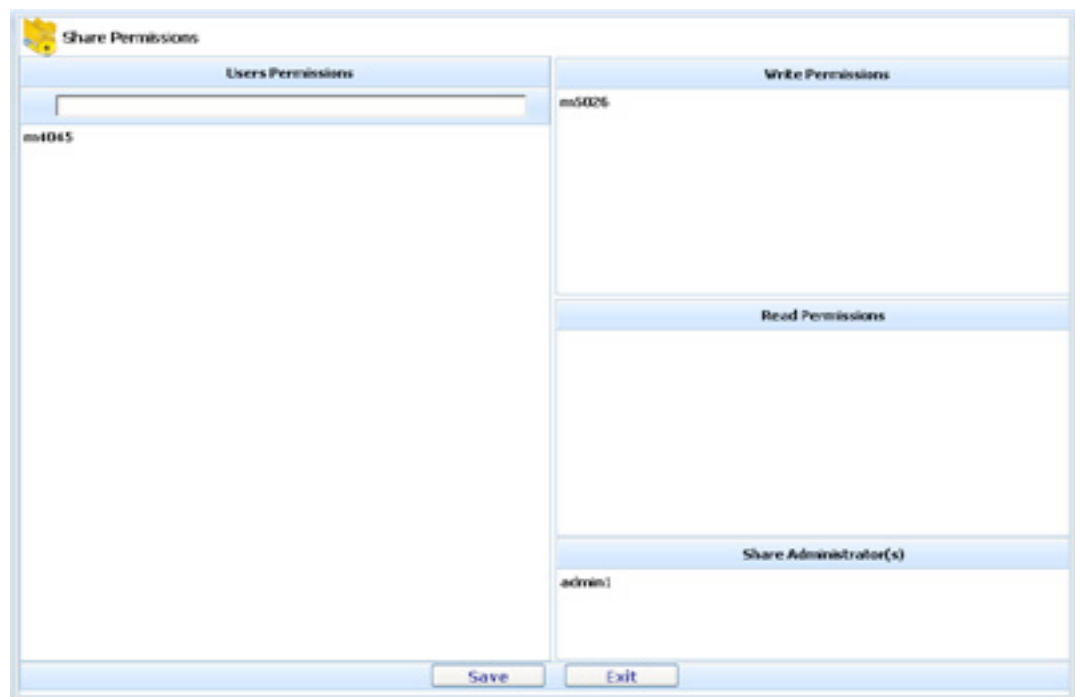 Share Permissions
Users Permissions
m4045
Write Permissions
m5026
Read Permissions
Share Administrator(s)
admin1
Save
Exit